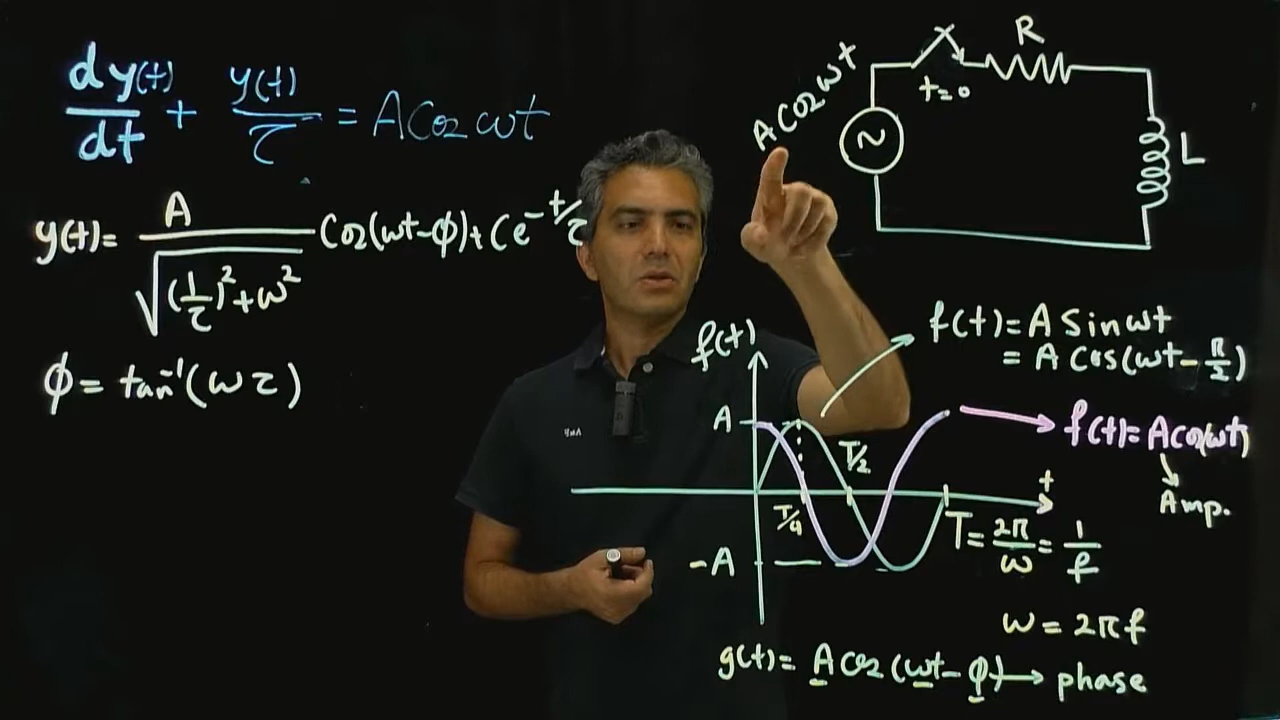 dy(t)/dt + y(t)/τ = A Cos ωt
y(t) = A/√((1/τ)²+ω²) Cos(ωt-φ)+Ce^-t/τ
φ = tan⁻¹(ωτ)
A cos ωt
t=0
R
L
f(t)
A
-A
T/4
T/2
t
T = 2π/ω = 1/f
f(t) = A Sin ωt
= A Cos(ωt - π/2)
f(t) = A cos(ωt)
Amp.
ω = 2πf
g(t) = A cos (ωt - φ) → phase